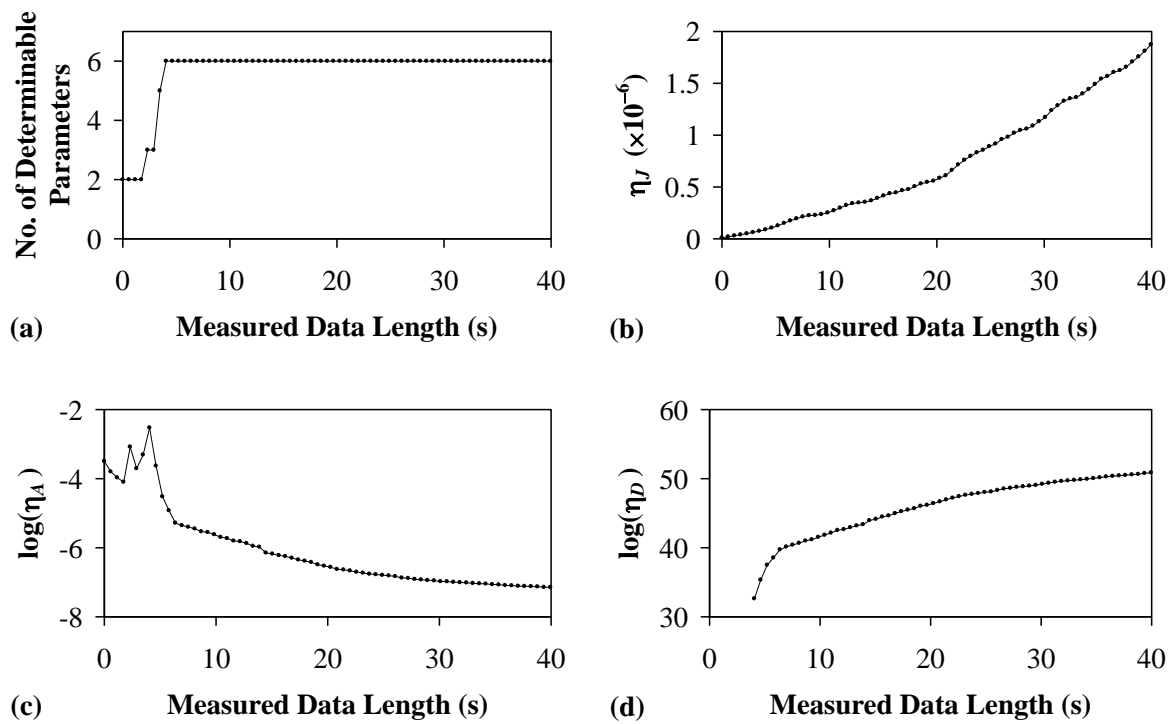 No. of Determinable
Parameters
6
4
2
0
0 10 20 30 40
(a) Measured Data Length (s)
η_J (×10⁻⁶)
2
1.5
1
0.5
0
0 10 20 30 40
(b) Measured Data Length (s)
log(η_A)
-2
-4
-6
-8
0 10 20 30 40
(c) Measured Data Length (s)
log(η_D)
60
50
40
30
0 10 20 30 40
(d) Measured Data Length (s)